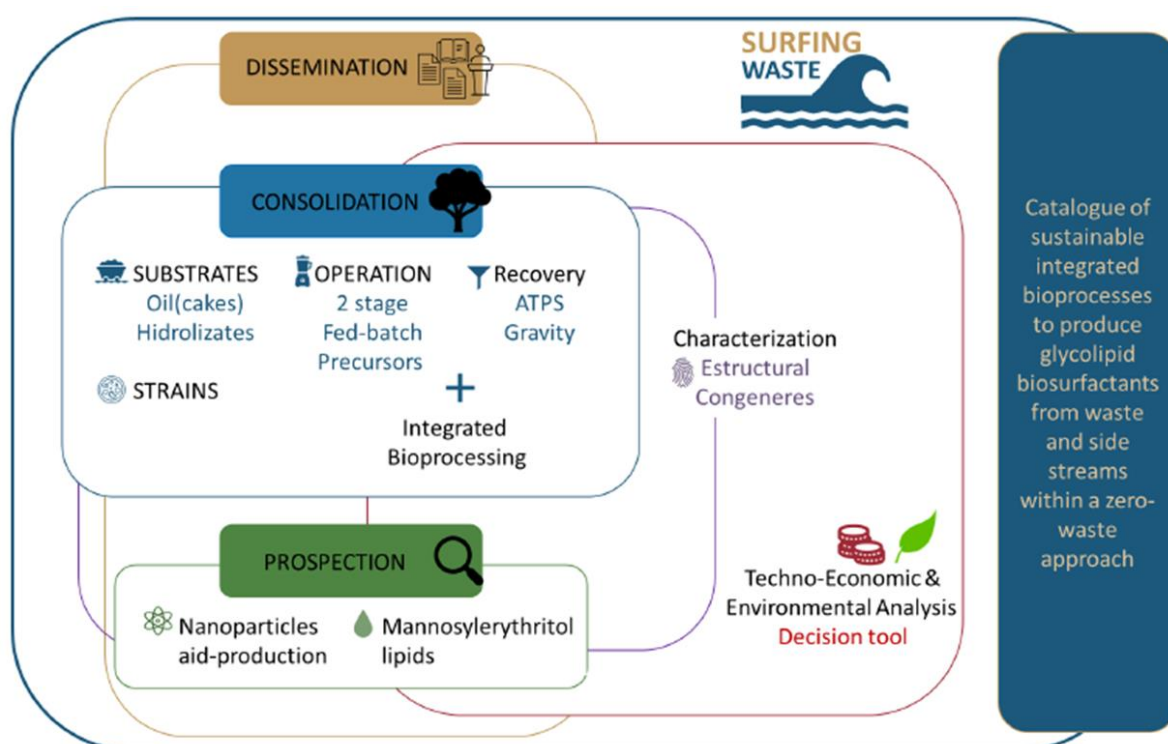 DISSEMINATION
SURFING
WASTE
CONSOLIDATION
SUBSTRATES
Oil(cakes)
Hidrolizates
OPERATION
2 stage
Fed-batch
Precursors
Recovery
ATPS
Gravity
STRAINS
+
Integrated
Bioprocessing
Characterization
Estructural
Congeneres
PROSPECTION
Nanoparticles
aid-production
Mannosylerythritol
lipids
Techno-Economic &
Environmental Analysis
Decision tool
Catalogue of
sustainable
integrated
bioprocesses
to produce
glycolipid
biosurfactants
from waste
and side
streams
within a zero-
waste
approach